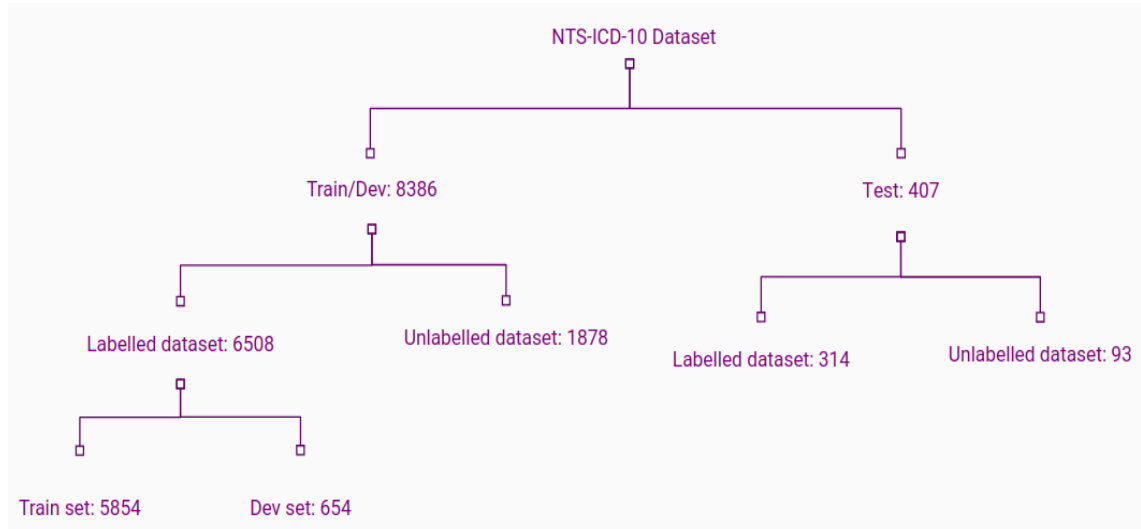 NTS-ICD-10 Dataset
Train/Dev: 8386
Test: 407
Labelled dataset: 6508
Unlabelled dataset: 1878
Labelled dataset: 314
Unlabelled dataset: 93
Train set: 5854
Dev set: 654